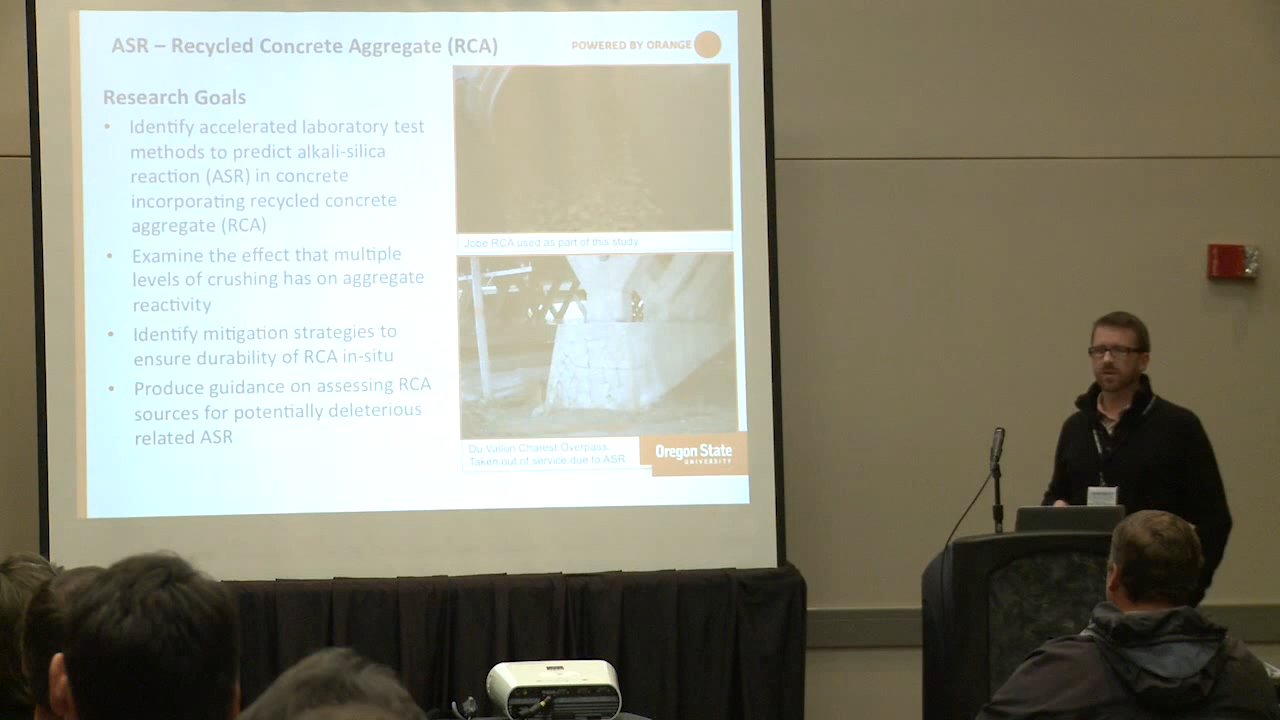 ASR – Recycled Concrete Aggregate (RCA)
POWERED BY ORANGE
Research Goals
• Identify accelerated laboratory test
methods to predict alkali-silica
reaction (ASR) in concrete
incorporating recycled concrete
aggregate (RCA)
• Examine the effect that multiple
levels of crushing has on aggregate
reactivity
• Identify mitigation strategies to
ensure durability of RCA in-situ
• Produce guidance on assessing RCA
sources for potentially deleterious
related ASR
Jobe RCA used as part of this study
Du Vallon Charest Overpass.
Taken out of service due to ASR
Oregon State
UNIVERSITY